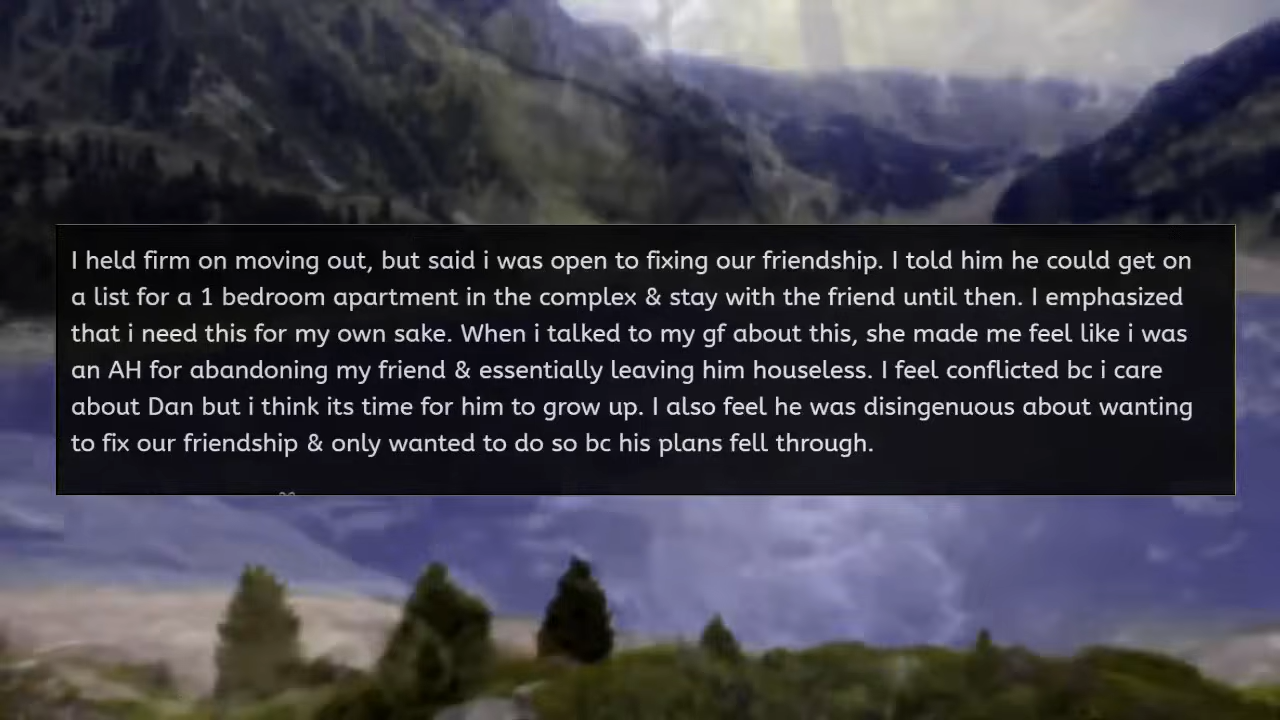 I held firm on moving out, but said i was open to fixing our friendship. I told him he could get on
a list for a 1 bedroom apartment in the complex & stay with the friend until then. I emphasized
that i need this for my own sake. When i talked to my gf about this, she made me feel like i was
an AH for abandoning my friend & essentially leaving him houseless. I feel conflicted bc i care
about Dan but i think its time for him to grow up. I also feel he was disingenuous about wanting
to fix our friendship & only wanted to do so bc his plans fell through.